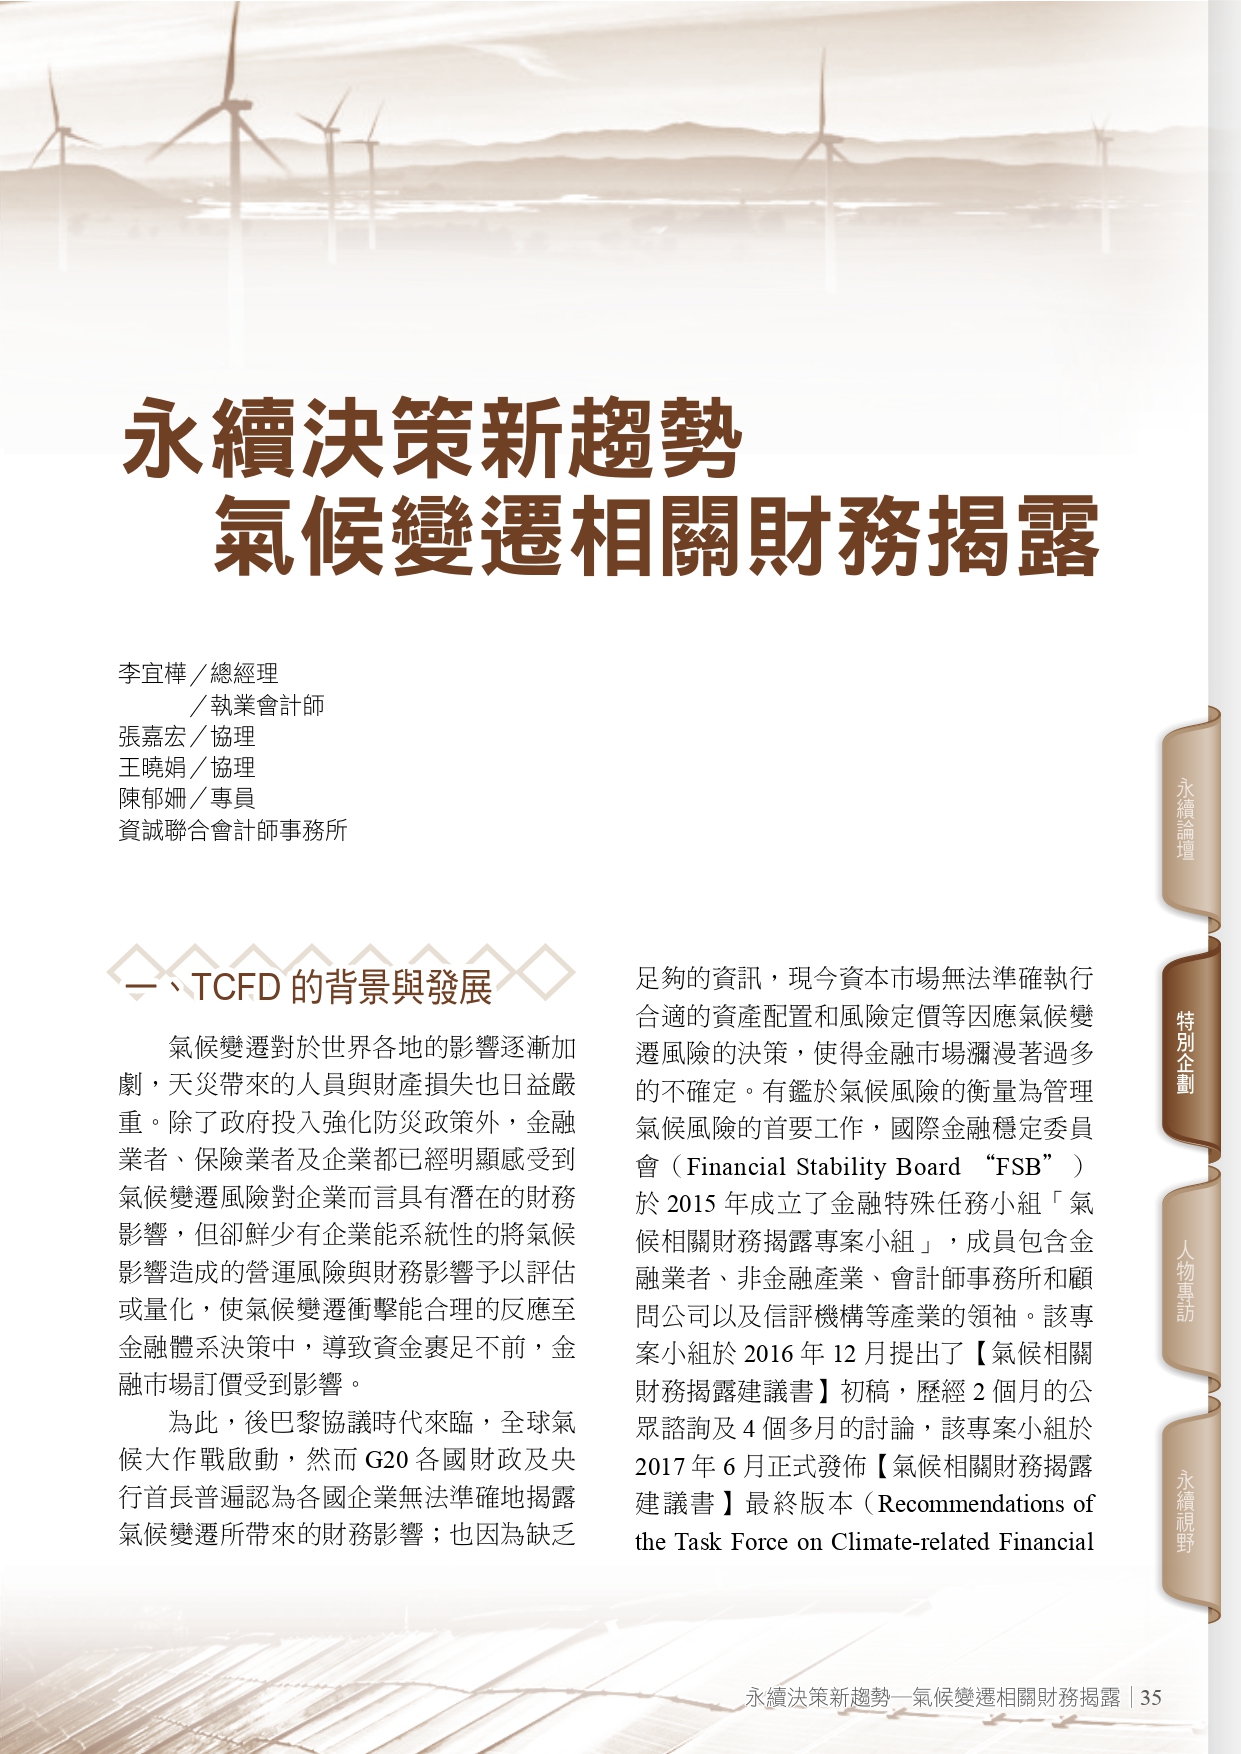 永續決策新趨勢
氣候變遷相關財務揭露
李宜樺／總經理
／執業會計師
張嘉宏／協理
王曉娟／協理
陳郁姍／專員
資誠聯合會計師事務所
一、TCFD 的背景與發展
氣候變遷對於世界各地的影響逐漸加
劇，天災帶來的人員與財產損失也日益嚴
重。除了政府投入強化防災政策外，金融
業者、保險業者及企業都已經明顯感受到
氣候變遷風險對企業而言具有潛在的財務
影響，但卻鮮少有企業能系統性的將氣候
影響造成的營運風險與財務影響予以評估
或量化，使氣候變遷衝擊能合理的反應至
金融體系決策中，導致資金裹足不前，金
融市場訂價受到影響。
為此，後巴黎協議時代來臨，全球氣
候大作戰啟動，然而 G20 各國財政及央
行首長普遍認為各國企業無法準確地揭露
氣候變遷所帶來的財務影響；也因為缺乏
足夠的資訊，現今資本市場無法準確執行
合適的資產配置和風險定價等因應氣候變
遷風險的決策，使得金融市場瀰漫著過多
的不確定。有鑑於氣候風險的衡量為管理
氣候風險的首要工作，國際金融穩定委員
會（Financial Stability Board “FSB”）
於 2015 年成立了金融特殊任務小組「氣
候相關財務揭露專案小組」，成員包含金
融業者、非金融產業、會計師事務所和顧
問公司以及信評機構等產業的領袖。該專
案小組於 2016 年 12 月提出了【氣候相關
財務揭露建議書】初稿，歷經 2 個月的公
眾諮詢及 4 個多月的討論，該專案小組於
2017 年 6 月正式發佈【氣候相關財務揭露
建議書】最終版本（Recommendations of
the Task Force on Climate-related Financial
永續論壇
特別企劃
人物專訪
永續視野
永續決策新趨勢─氣候變遷相關財務揭露│35